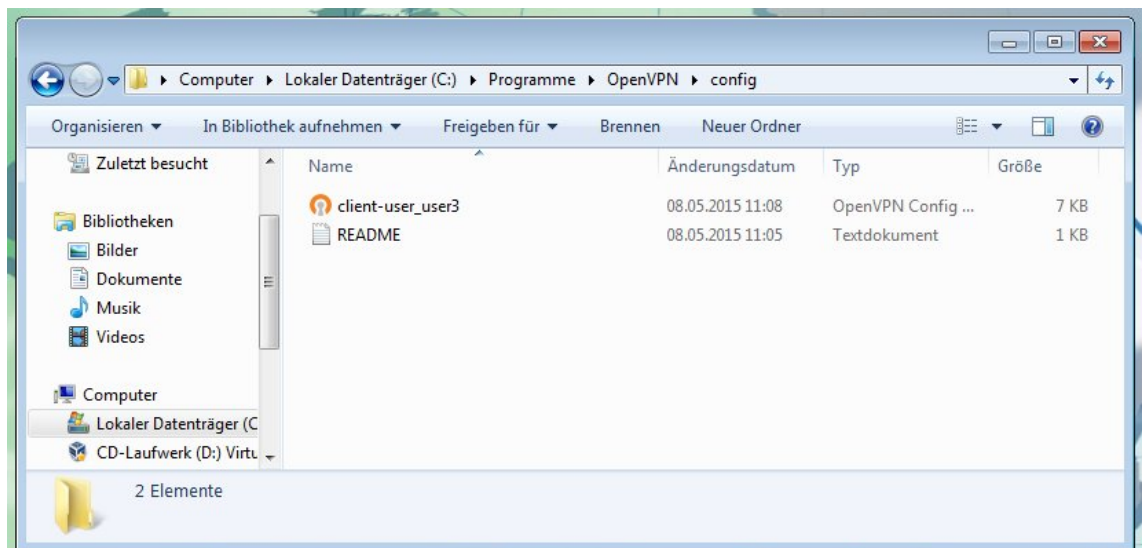 Computer ▸ Lokaler Datenträger (C:) ▸ Programme ▸ OpenVPN ▸ config
Organisieren In Bibliothek aufnehmen Freigeben für Brennen Neuer Ordner
Zuletzt besucht
Bibliotheken
Bilder
Dokumente
Musik
Videos
Computer
Lokaler Datenträger (C
CD-Laufwerk (D:) Virtu
Name Änderungsdatum Typ Größe
client-user_user3 08.05.2015 11:08 OpenVPN Config ... 7 KB
README 08.05.2015 11:05 Textdokument 1 KB
2 Elemente